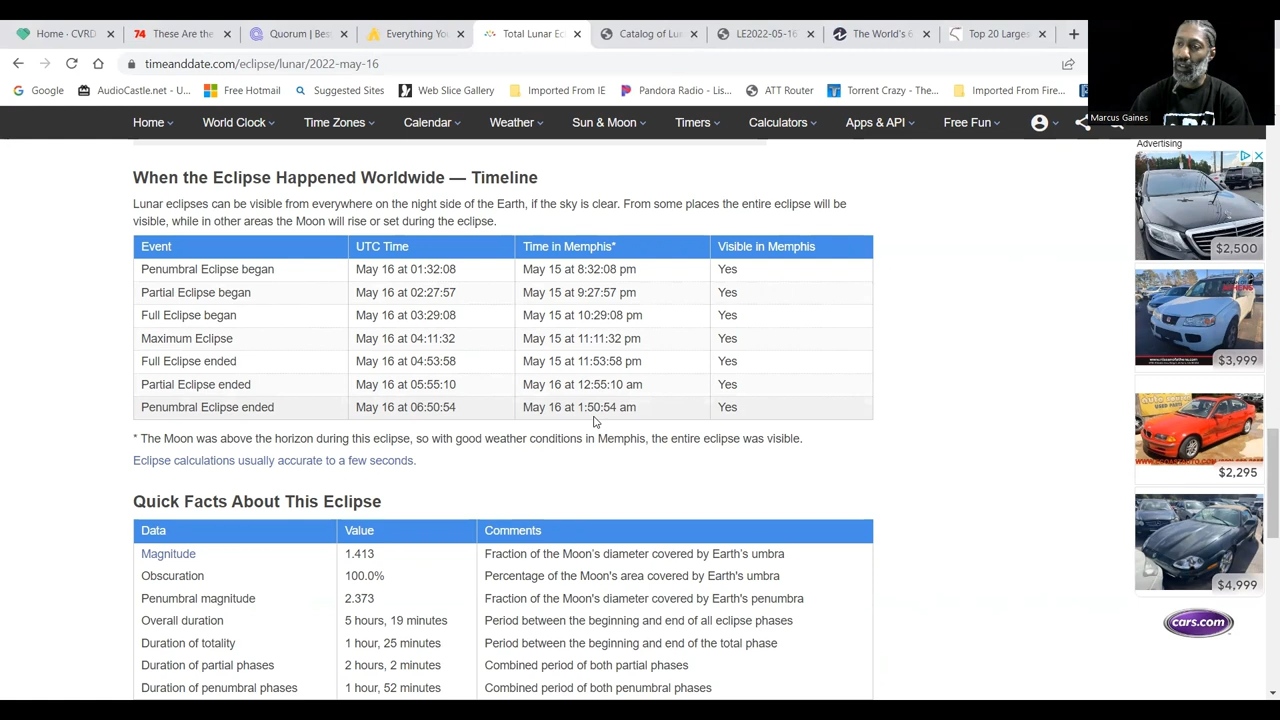 Home · CVRD
74 These Are the
Quorum | Bes
Everything You
Total Lunar Ec
Catalog of Lu
LE2022-05-16
The World's 6
Top 20 Larges
timeanddate.com/eclipse/lunar/2022-may-16
Google
AudioCastle.net - U...
Free Hotmail
Suggested Sites
Web Slice Gallery
Imported From IE
Pandora Radio - Lis...
ATT Router
Torrent Crazy - The...
Imported From Fire...
Marcus Gaines
Home
World Clock
Time Zones
Calendar
Weather
Sun & Moon
Timers
Calculators
Apps & API
Free Fun
Advertising
When the Eclipse Happened Worldwide — Timeline
Lunar eclipses can be visible from everywhere on the night side of the Earth, if the sky is clear. From some places the entire eclipse will be
visible, while in other areas the Moon will rise or set during the eclipse.
Event UTC Time Time in Memphis* Visible in Memphis
Penumbral Eclipse began May 16 at 01:32:08 May 15 at 8:32:08 pm Yes
Partial Eclipse began May 16 at 02:27:57 May 15 at 9:27:57 pm Yes
Full Eclipse began May 16 at 03:29:08 May 15 at 10:29:08 pm Yes
Maximum Eclipse May 16 at 04:11:32 May 15 at 11:11:32 pm Yes
Full Eclipse ended May 16 at 04:53:58 May 15 at 11:53:58 pm Yes
Partial Eclipse ended May 16 at 05:55:10 May 16 at 12:55:10 am Yes
Penumbral Eclipse ended May 16 at 06:50:54 May 16 at 1:50:54 am Yes
* The Moon was above the horizon during this eclipse, so with good weather conditions in Memphis, the entire eclipse was visible.
Eclipse calculations usually accurate to a few seconds.
Quick Facts About This Eclipse
Data Value Comments
Magnitude 1.413 Fraction of the Moon's diameter covered by Earth's umbra
Obscuration 100.0% Percentage of the Moon's area covered by Earth's umbra
Penumbral magnitude 2.373 Fraction of the Moon's diameter covered by Earth's penumbra
Overall duration 5 hours, 19 minutes Period between the beginning and end of all eclipse phases
Duration of totality 1 hour, 25 minutes Period between the beginning and end of the total phase
Duration of partial phases 2 hours, 2 minutes Combined period of both partial phases
Duration of penumbral phases 1 hour, 52 minutes Combined period of both penumbral phases
$2,500
$3,999
$2,295
$4,999
cars.com